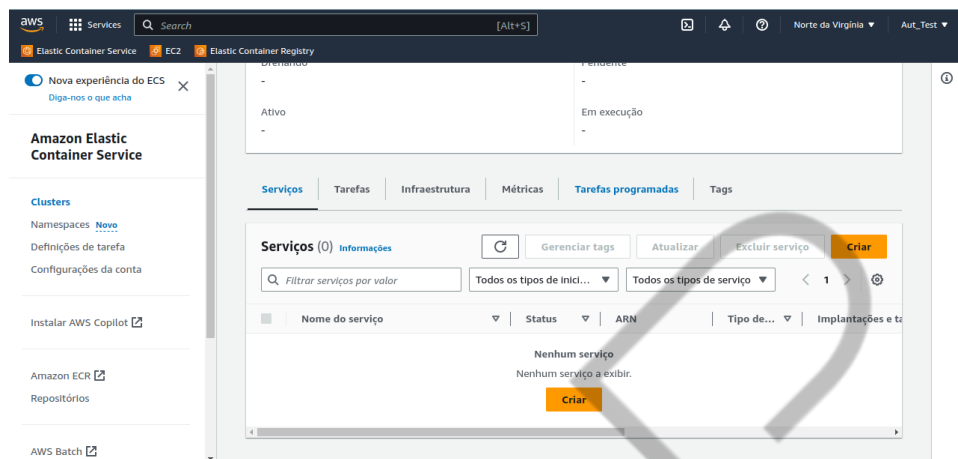 aws Services Search [Alt+S] Norte da Virgínia Aut_Test
Elastic Container Service EC2 Elastic Container Registry
Nova experiência do ECS
Diga-nos o que acha
Amazon Elastic
Container Service
Clusters
Namespaces Novo
Definições de tarefa
Configurações da conta
Instalar AWS Copilot
Amazon ECR
Repositórios
AWS Batch
Drenando Pendente
- -
Ativo Em execução
- -
Serviços Tarefas Infraestrutura Métricas Tarefas programadas Tags
Serviços (0) Informações Gerenciar tags Atualizar Excluir serviço Criar
Filtrar serviços por valor Todos os tipos de inici... Todos os tipos de serviço 1
Nome do serviço Status ARN Tipo de... Implantações e ta
Nenhum serviço
Nenhum serviço a exibir.
Criar